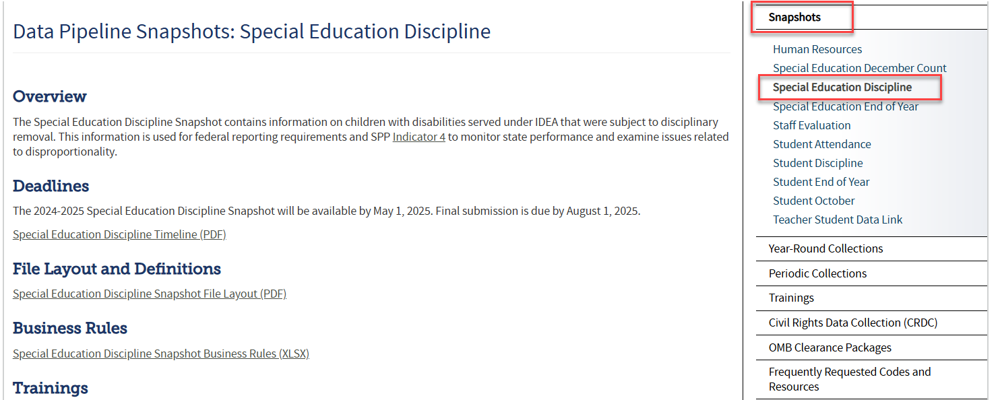 Data Pipeline Snapshots: Special Education Discipline
Overview
The Special Education Discipline Snapshot contains information on children with disabilities served under IDEA that were subject to disciplinary
removal. This information is used for federal reporting requirements and SPP Indicator 4 to monitor state performance and examine issues related
to disproportionality.
Deadlines
The 2024-2025 Special Education Discipline Snapshot will be available by May 1, 2025. Final submission is due by August 1, 2025.
Special Education Discipline Timeline (PDF)
File Layout and Definitions
Special Education Discipline Snapshot File Layout (PDF)
Business Rules
Special Education Discipline Snapshot Business Rules (XLSX)
Trainings
Snapshots
Human Resources
Special Education December Count
Special Education Discipline
Special Education End of Year
Staff Evaluation
Student Attendance
Student Discipline
Student End of Year
Student October
Teacher Student Data Link
Year-Round Collections
Periodic Collections
Trainings
Civil Rights Data Collection (CRDC)
OMB Clearance Packages
Frequently Requested Codes and
Resources